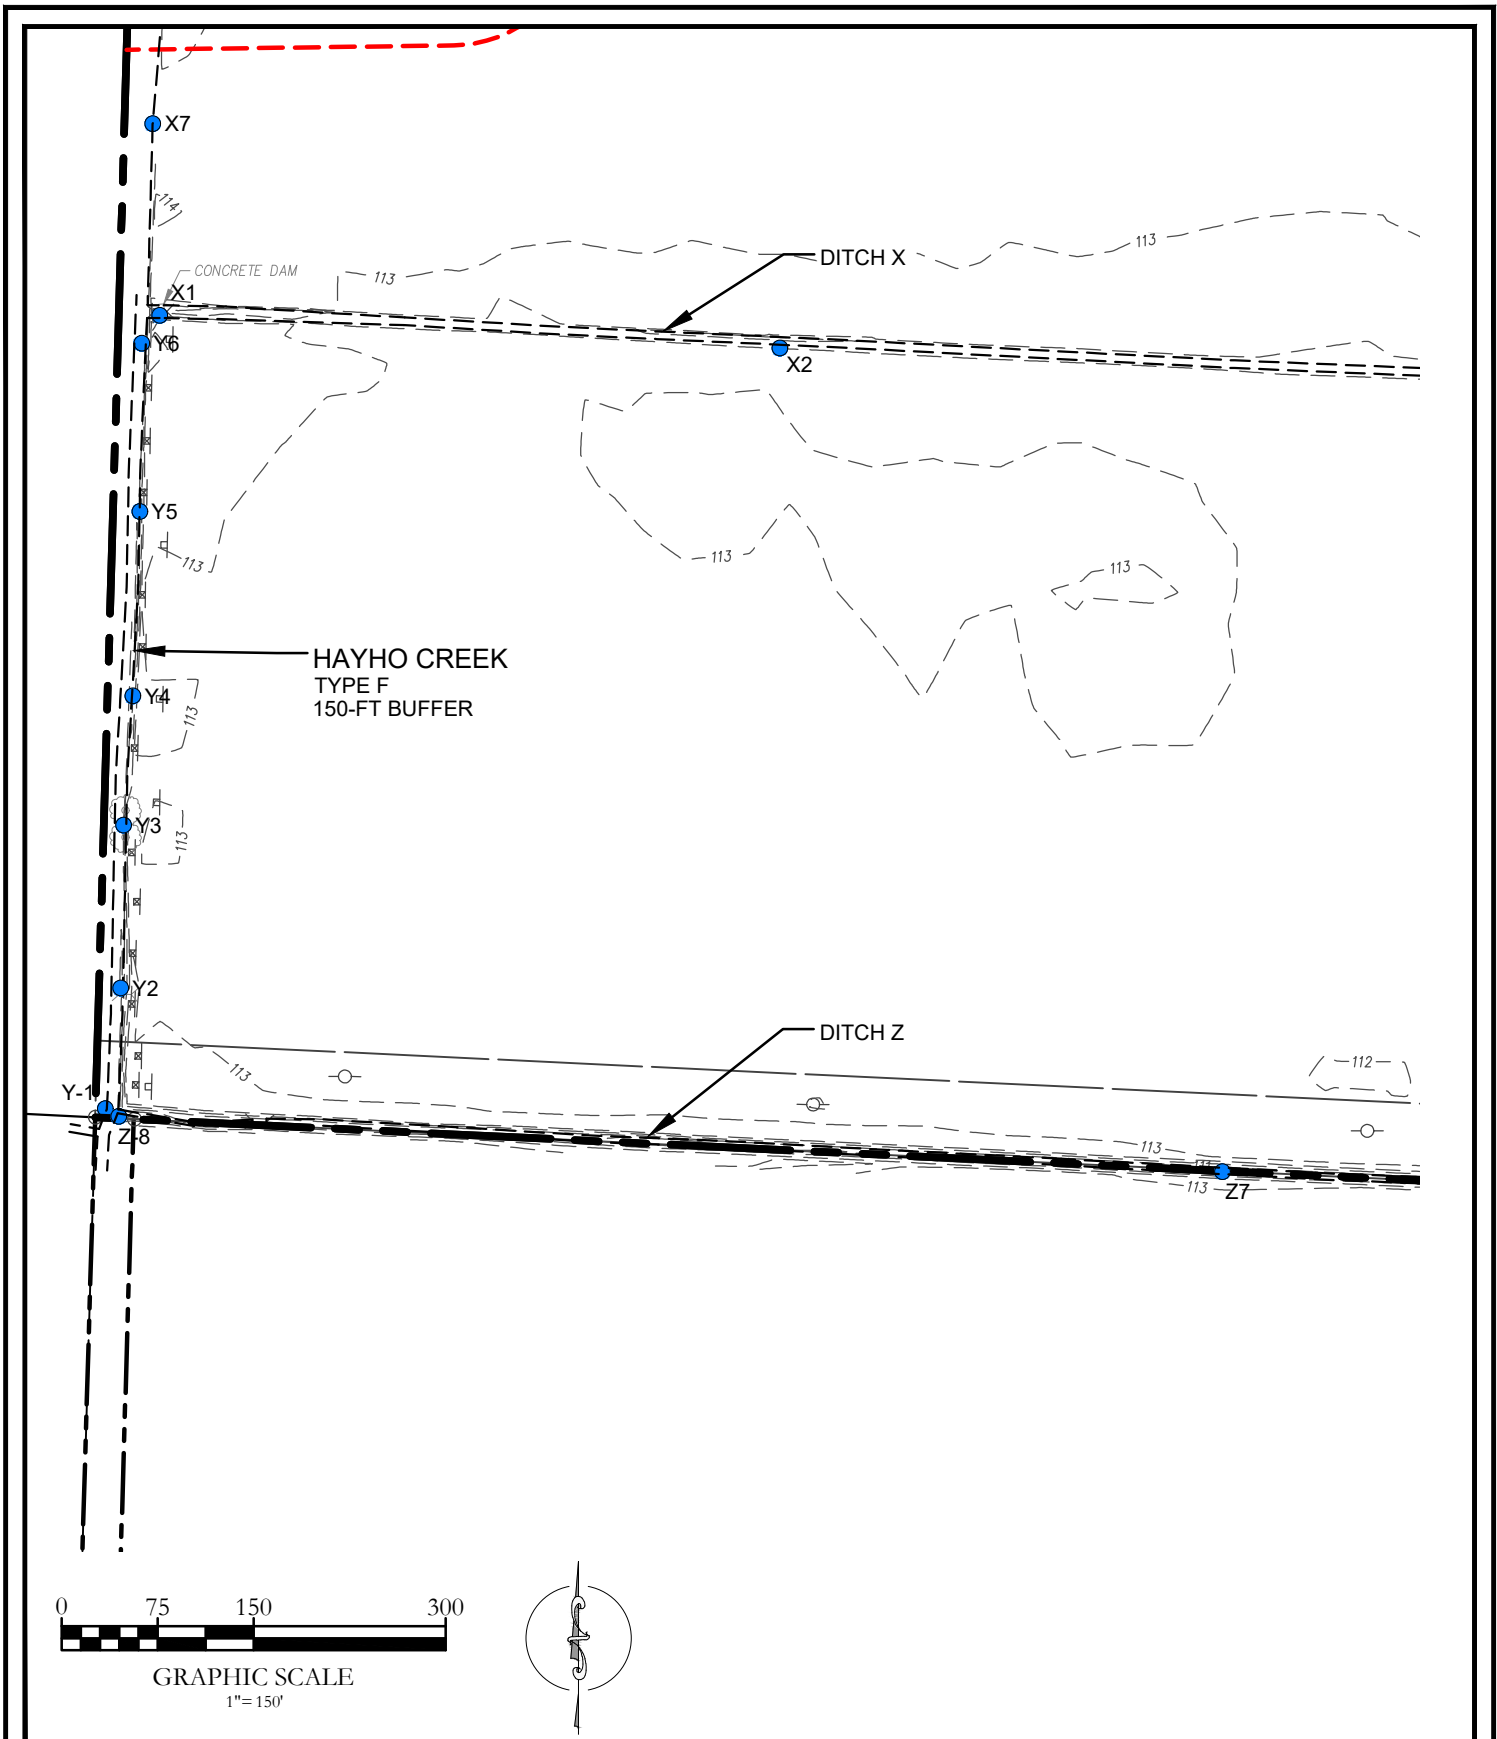 X7
114
113
DITCH X
CONCRETE DAM
113
X1
Y6
X2
Y5
113
113
113
HAYHO CREEK
TYPE F
150-FT BUFFER
Y4
113
Y3
113
Y2
DITCH Z
113
112
Y-1
Z-8
113
111
113
Z7
0 75 150 300
GRAPHIC SCALE
1"=150'